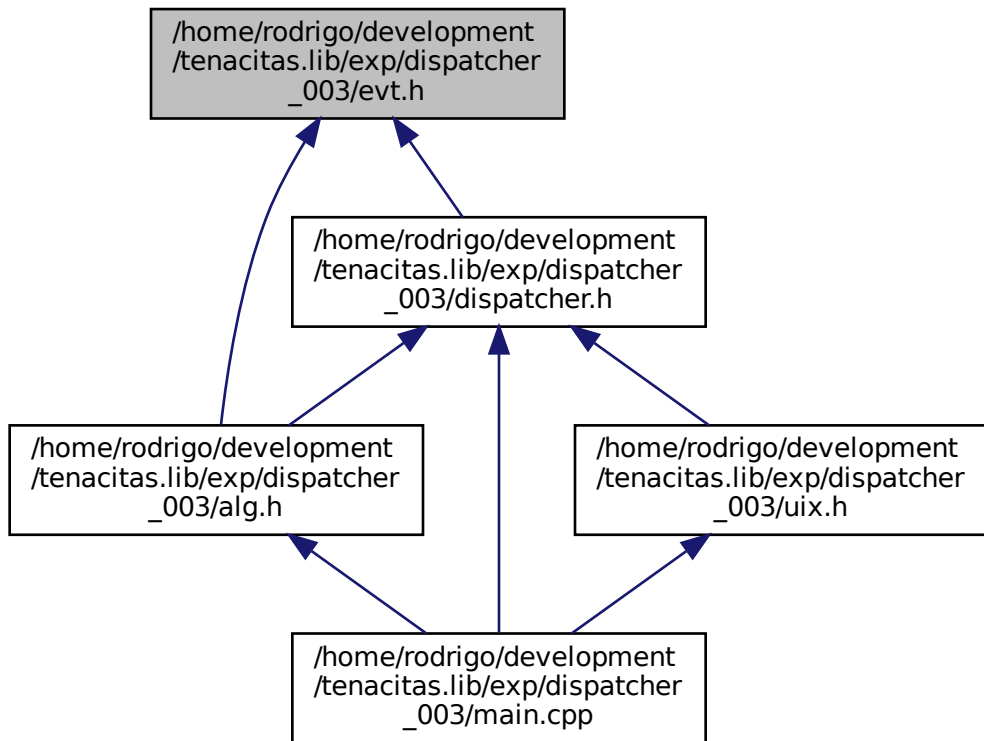 /home/rodrigo/development
/tenacitas.lib/exp/dispatcher
_003/evt.h
/home/rodrigo/development
/tenacitas.lib/exp/dispatcher
_003/dispatcher.h
/home/rodrigo/development
/tenacitas.lib/exp/dispatcher
_003/alg.h
/home/rodrigo/development
/tenacitas.lib/exp/dispatcher
_003/uix.h
/home/rodrigo/development
/tenacitas.lib/exp/dispatcher
_003/main.cpp